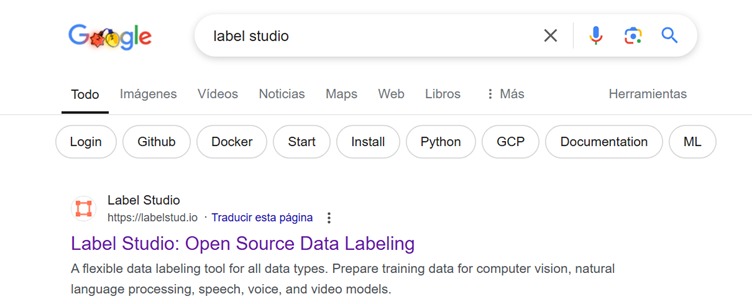 Google
label studio
Todo Imágenes Vídeos Noticias Maps Web Libros Más Herramientas
Login Github Docker Start Install Python GCP Documentation ML
Label Studio
https://labelstud.io · Traducir esta página
Label Studio: Open Source Data Labeling
A flexible data labeling tool for all data types. Prepare training data for computer vision, natural
language processing, speech, voice, and video models.